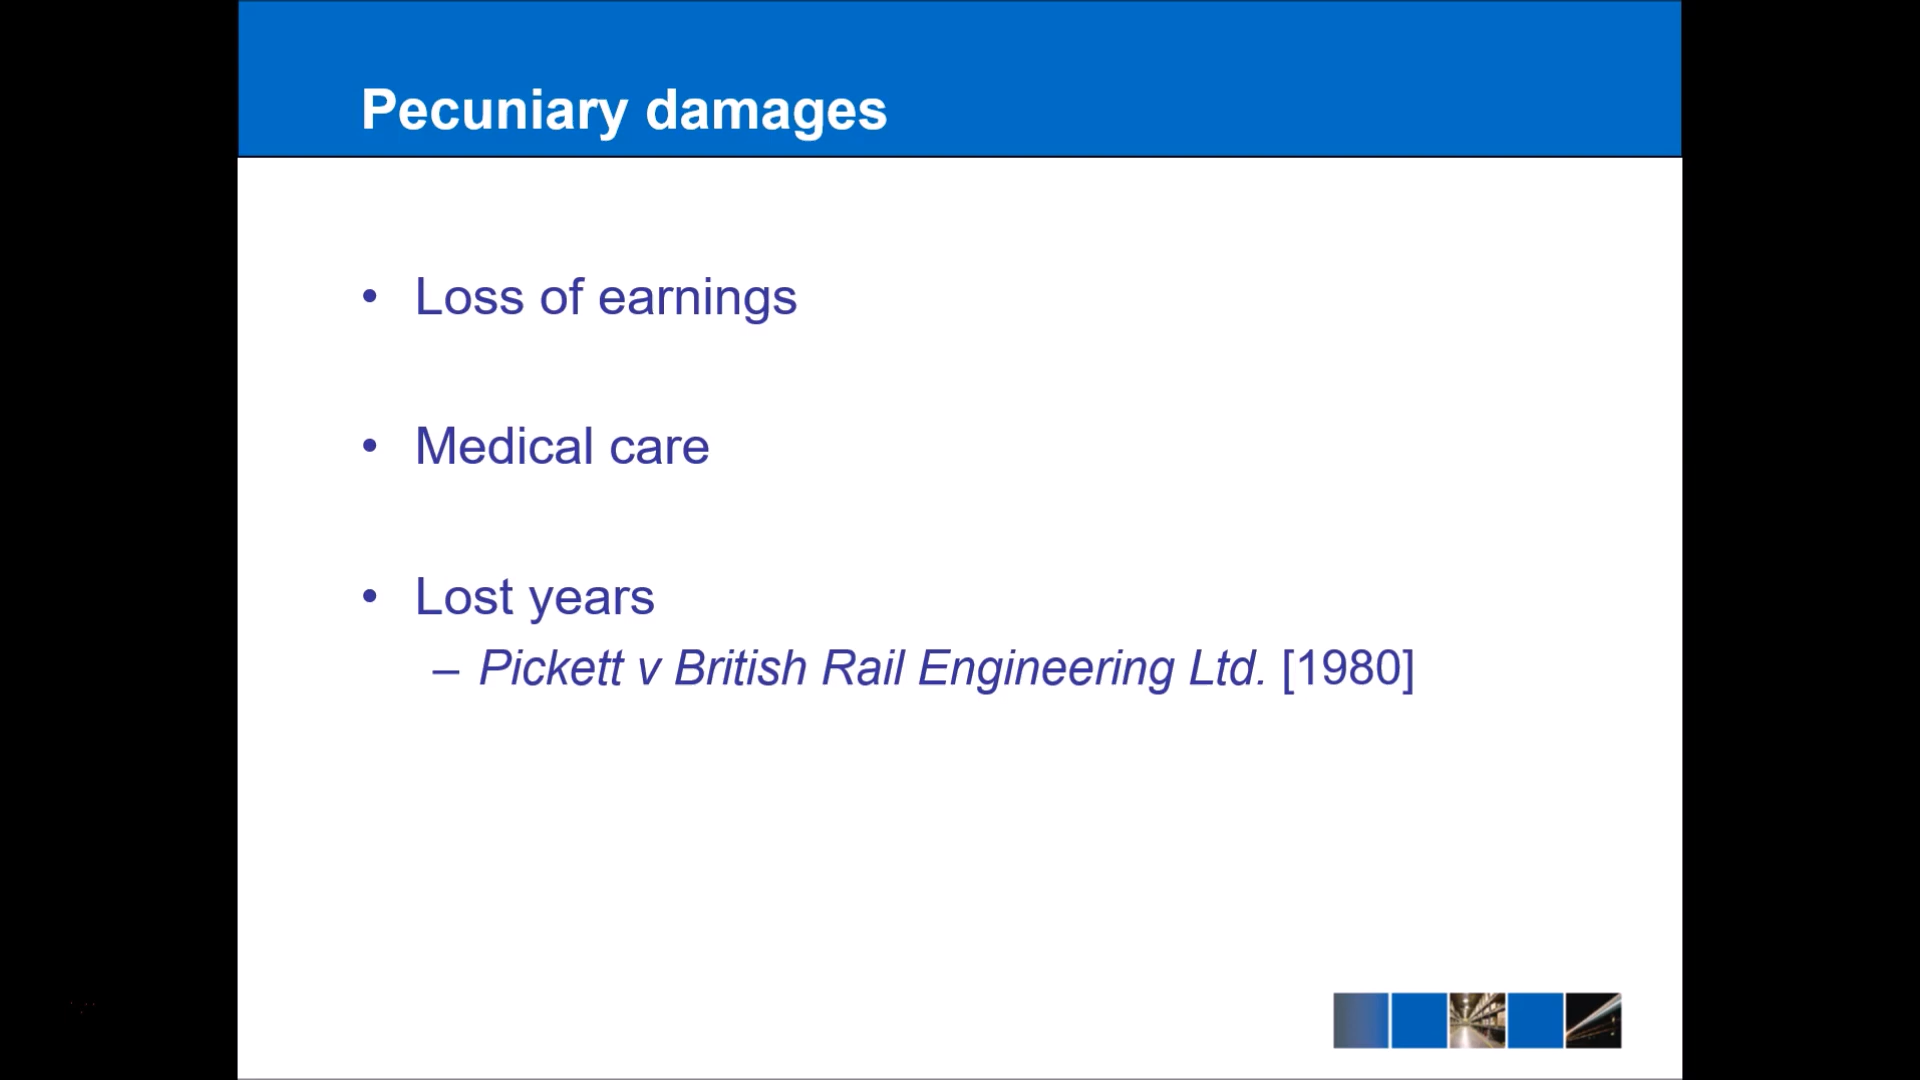 Pecuniary damages
• Loss of earnings
• Medical care
• Lost years
– Pickett v British Rail Engineering Ltd. [1980]